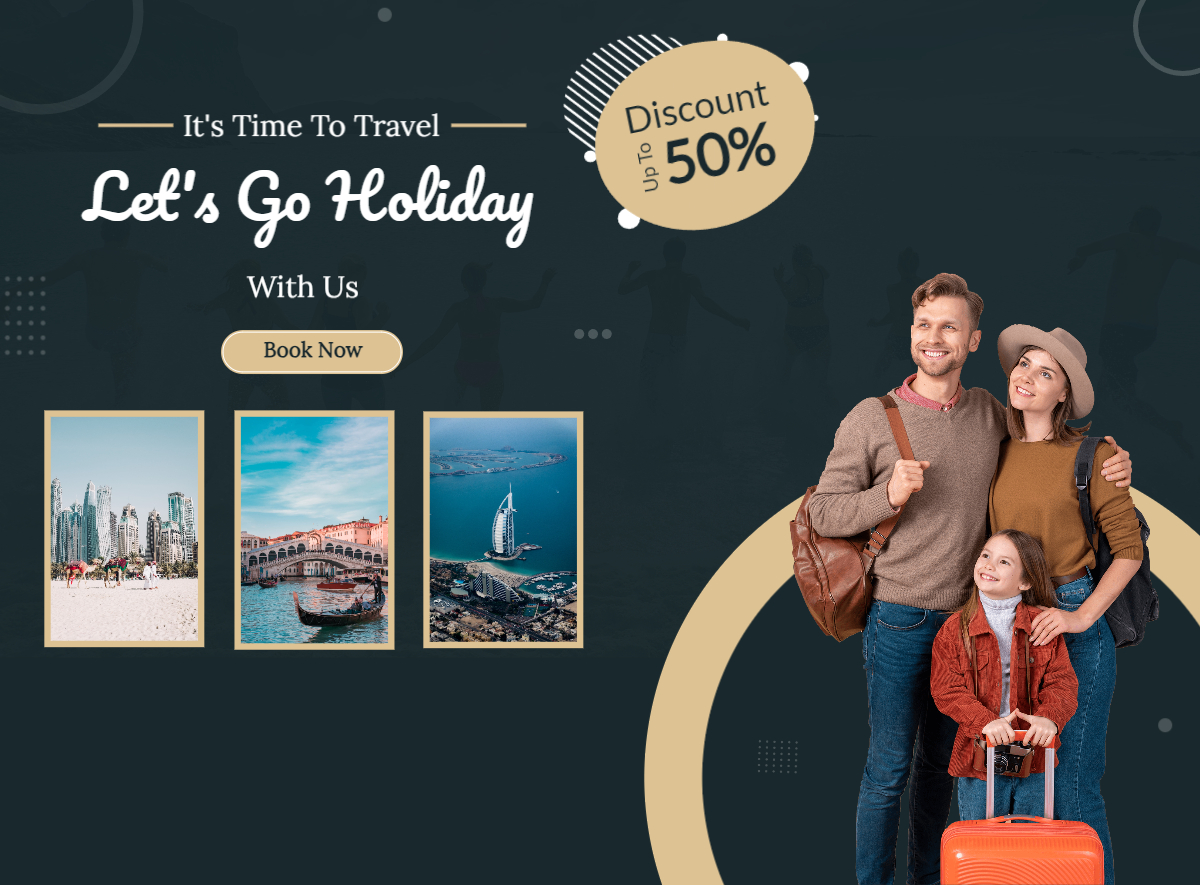 It's Time To Travel
Let's Go Holiday
With Us
Book Now
Discount
Up To
50%